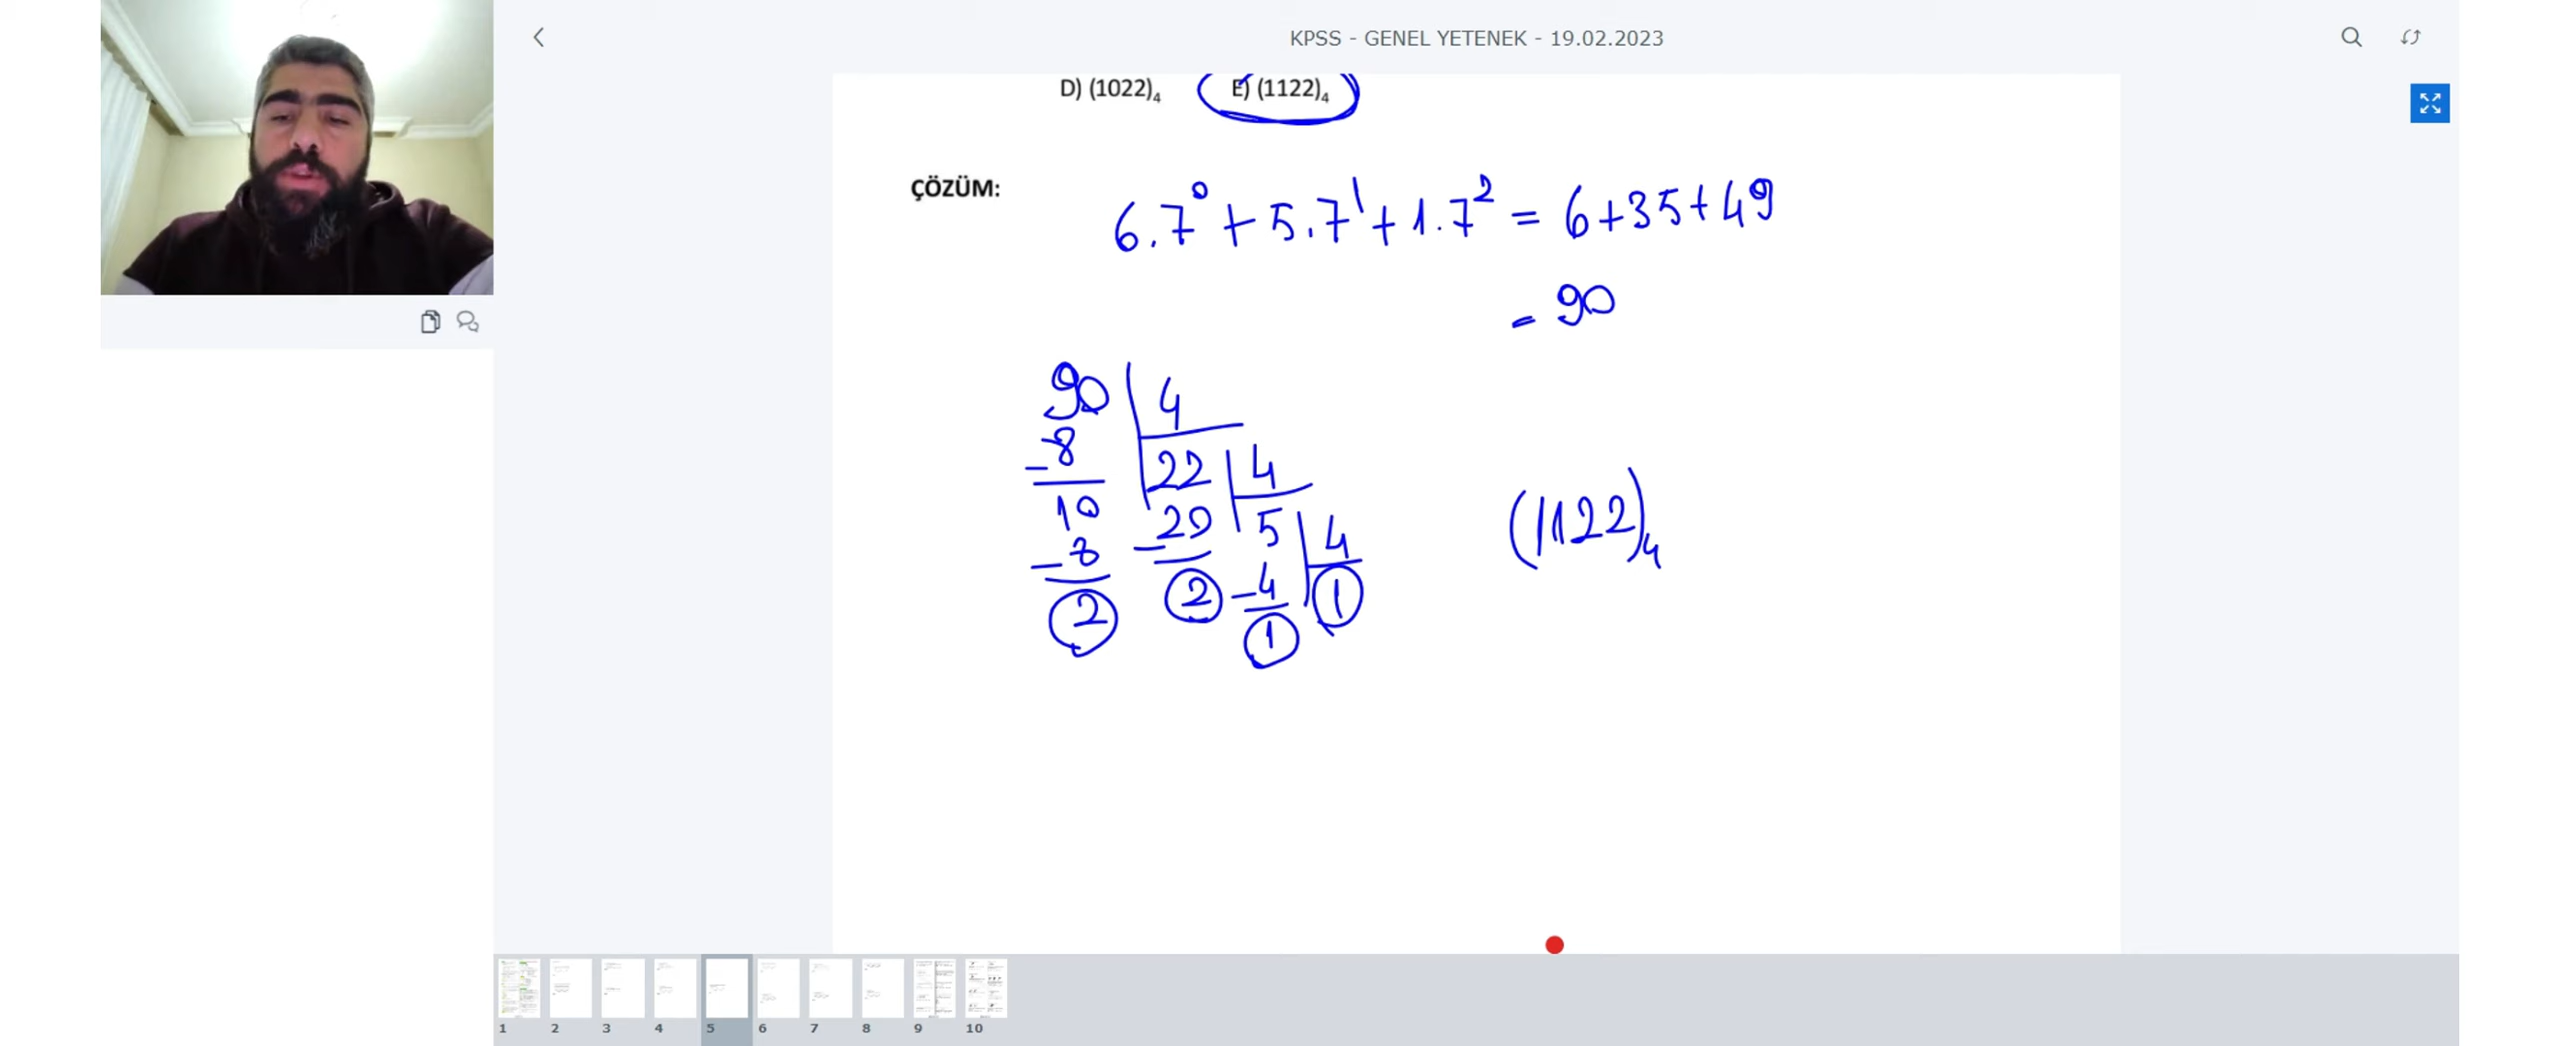 KPSS - GENEL YETENEK - 19.02.2023
D) (1022)₄ E) (1122)₄
ÇÖZÜM:
6.7⁰ + 5.7¹ + 1.7² = 6+35+49
= 90
90 | 4
-8
22 | 4
10
-20
5 | 4
-8
-4
2
2
1
1
(1122)₄
1 2 3 4 5 6 7 8 9 10